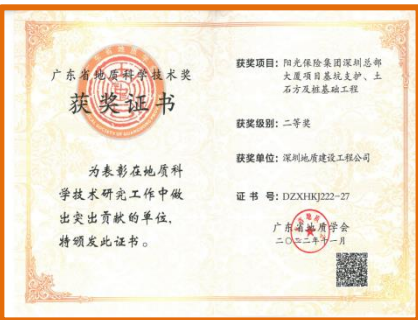 广东省地质科学技术奖
获奖证书
为表彰在地质科
学技术研究工作中做
出突出贡献的单位,
特颁发此证书。
获奖项目：阳光保险集团深圳总部
大厦项目基坑支护、土
石方及桩基础工程
获奖级别：二等奖
获奖单位：深圳地质建设工程公司
证 书 号：DZXHKJ222-27
广东省地质学会
二〇二二年十一月